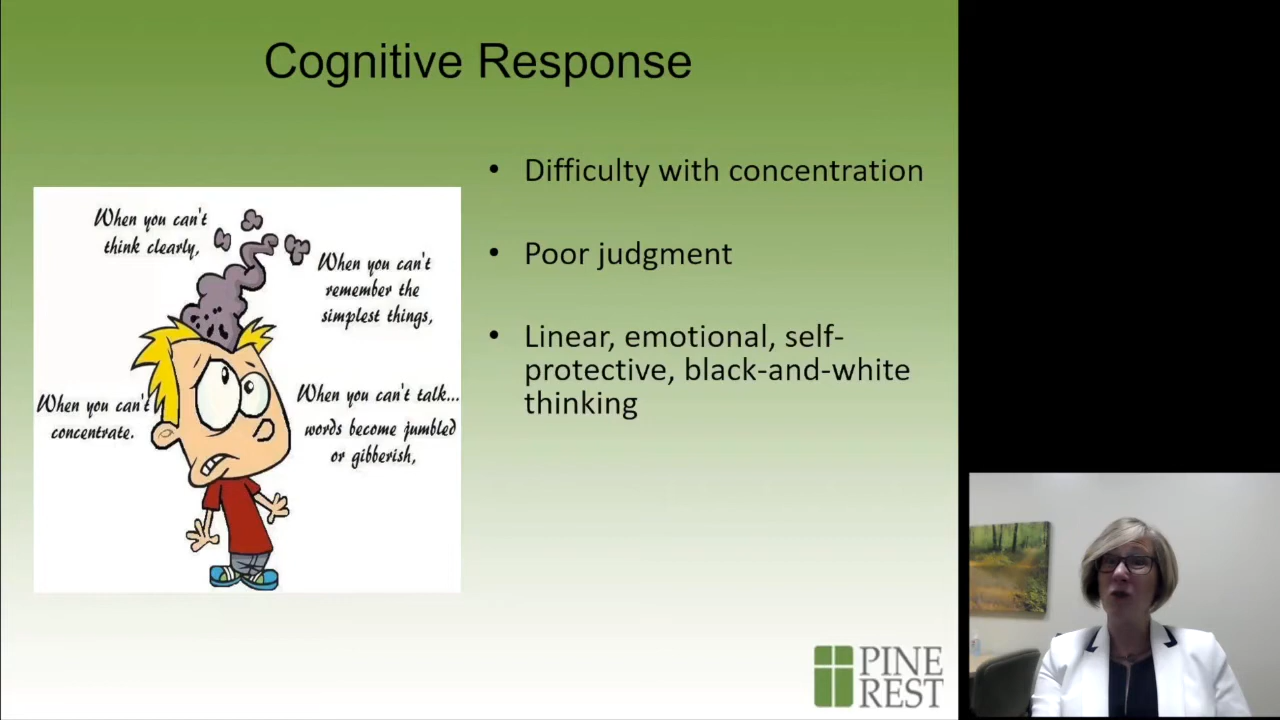 Cognitive Response
When you can't
think clearly,
When you can't
remember the
simplest things,
When you can't
concentrate.
When you can't talk...
words become jumbled
or gibberish,
• Difficulty with concentration
• Poor judgment
• Linear, emotional, self-
protective, black-and-white
thinking
PINE
REST